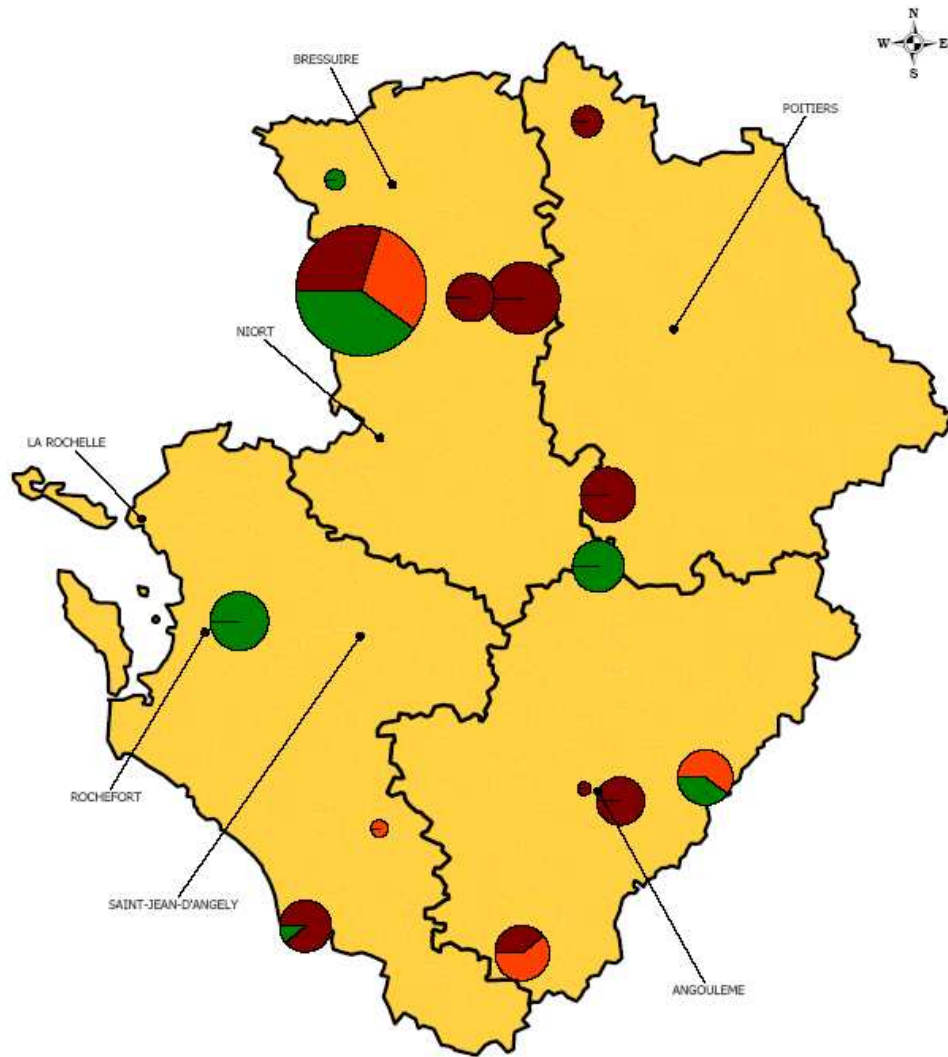 N
BRESSUIRE
W E
S
POITIERS
NIORT
LA ROCHELLE
ROCHEFORT
SAINT-JEAN-D'ANGELY
ANGOULEME